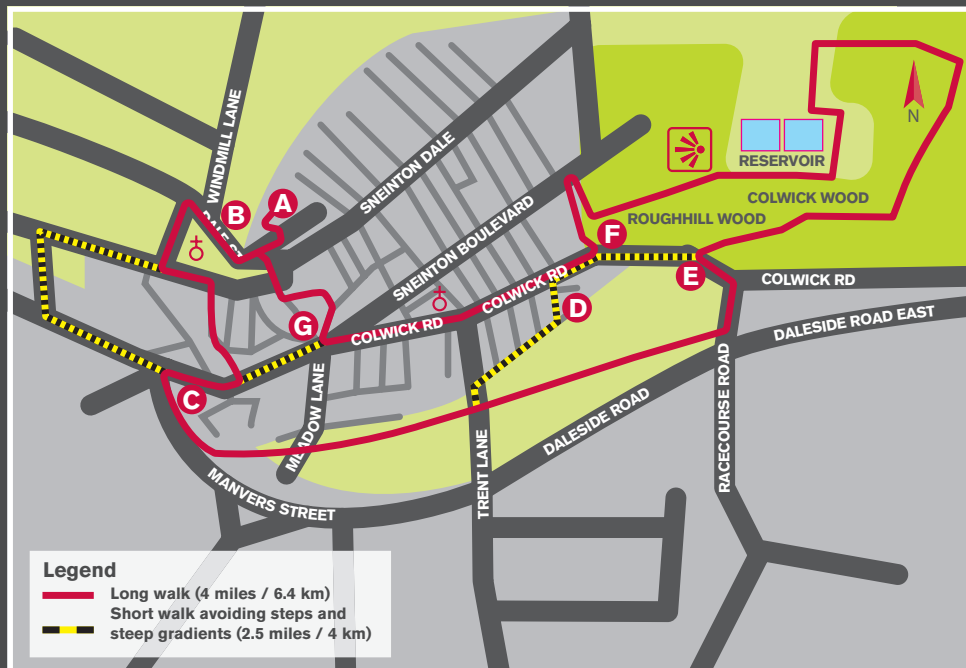 WINDMILL LANE
SNEINTON DALE
N
A
B
DALE ST
RESERVOIR
COLWICK WOOD
ROUGHHILL WOOD
SNEINTON BOULEVARD
F
E
COLWICK RD
COLWICK RD
D
G
COLWICK RD
DALESIDE ROAD EAST
C
MEADOW LANE
DALESIDE ROAD
RACECOURSE ROAD
TRENT LANE
MANVERS STREET
Legend
Long walk (4 miles / 6.4 km)
Short walk avoiding steps and
steep gradients (2.5 miles / 4 km)